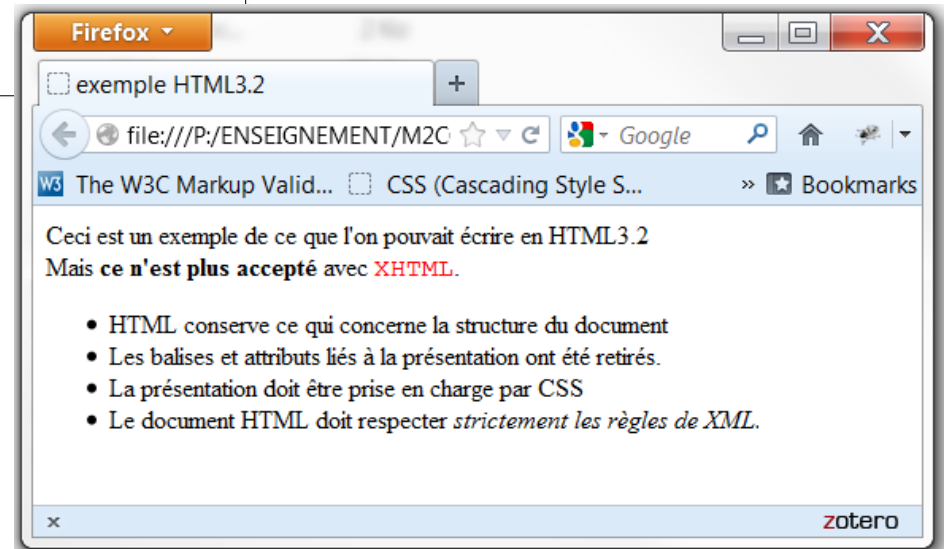 Firefox
exemple HTML3.2
file:///P:/ENSEIGNEMENT/M2C
Google
W3 The W3C Markup Valid... CSS (Cascading Style S... » Bookmarks
Ceci est un exemple de ce que l'on pouvait écrire en HTML3.2
Mais ce n'est plus accepté avec XHTML.
• HTML conserve ce qui concerne la structure du document
• Les balises et attributs liés à la présentation ont été retirés.
• La présentation doit être prise en charge par CSS
• Le document HTML doit respecter strictement les règles de XML.
× zotero